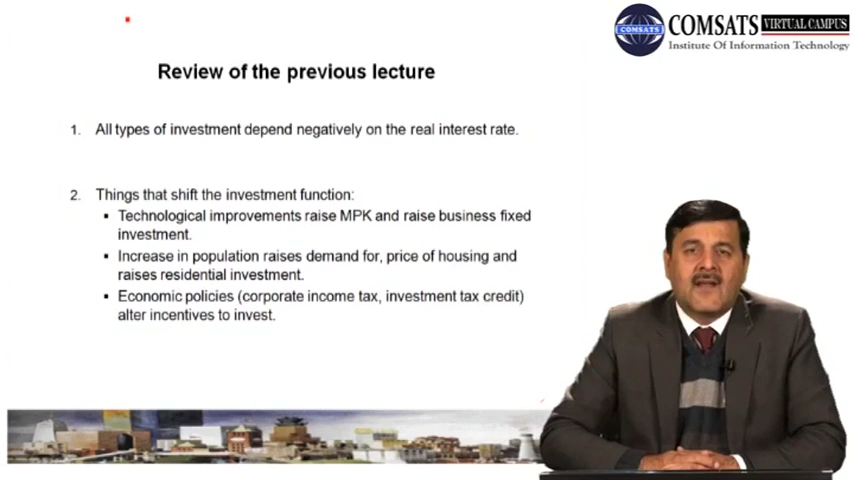 COMSATS VIRTUAL CAMPUS
COMSATS
Institute Of Information Technology
Review of the previous lecture
1. All types of investment depend negatively on the real interest rate.
2. Things that shift the investment function:
▪ Technological improvements raise MPK and raise business fixed
investment.
▪ Increase in population raises demand for, price of housing and
raises residential investment.
▪ Economic policies (corporate income tax, investment tax credit)
alter incentives to invest.